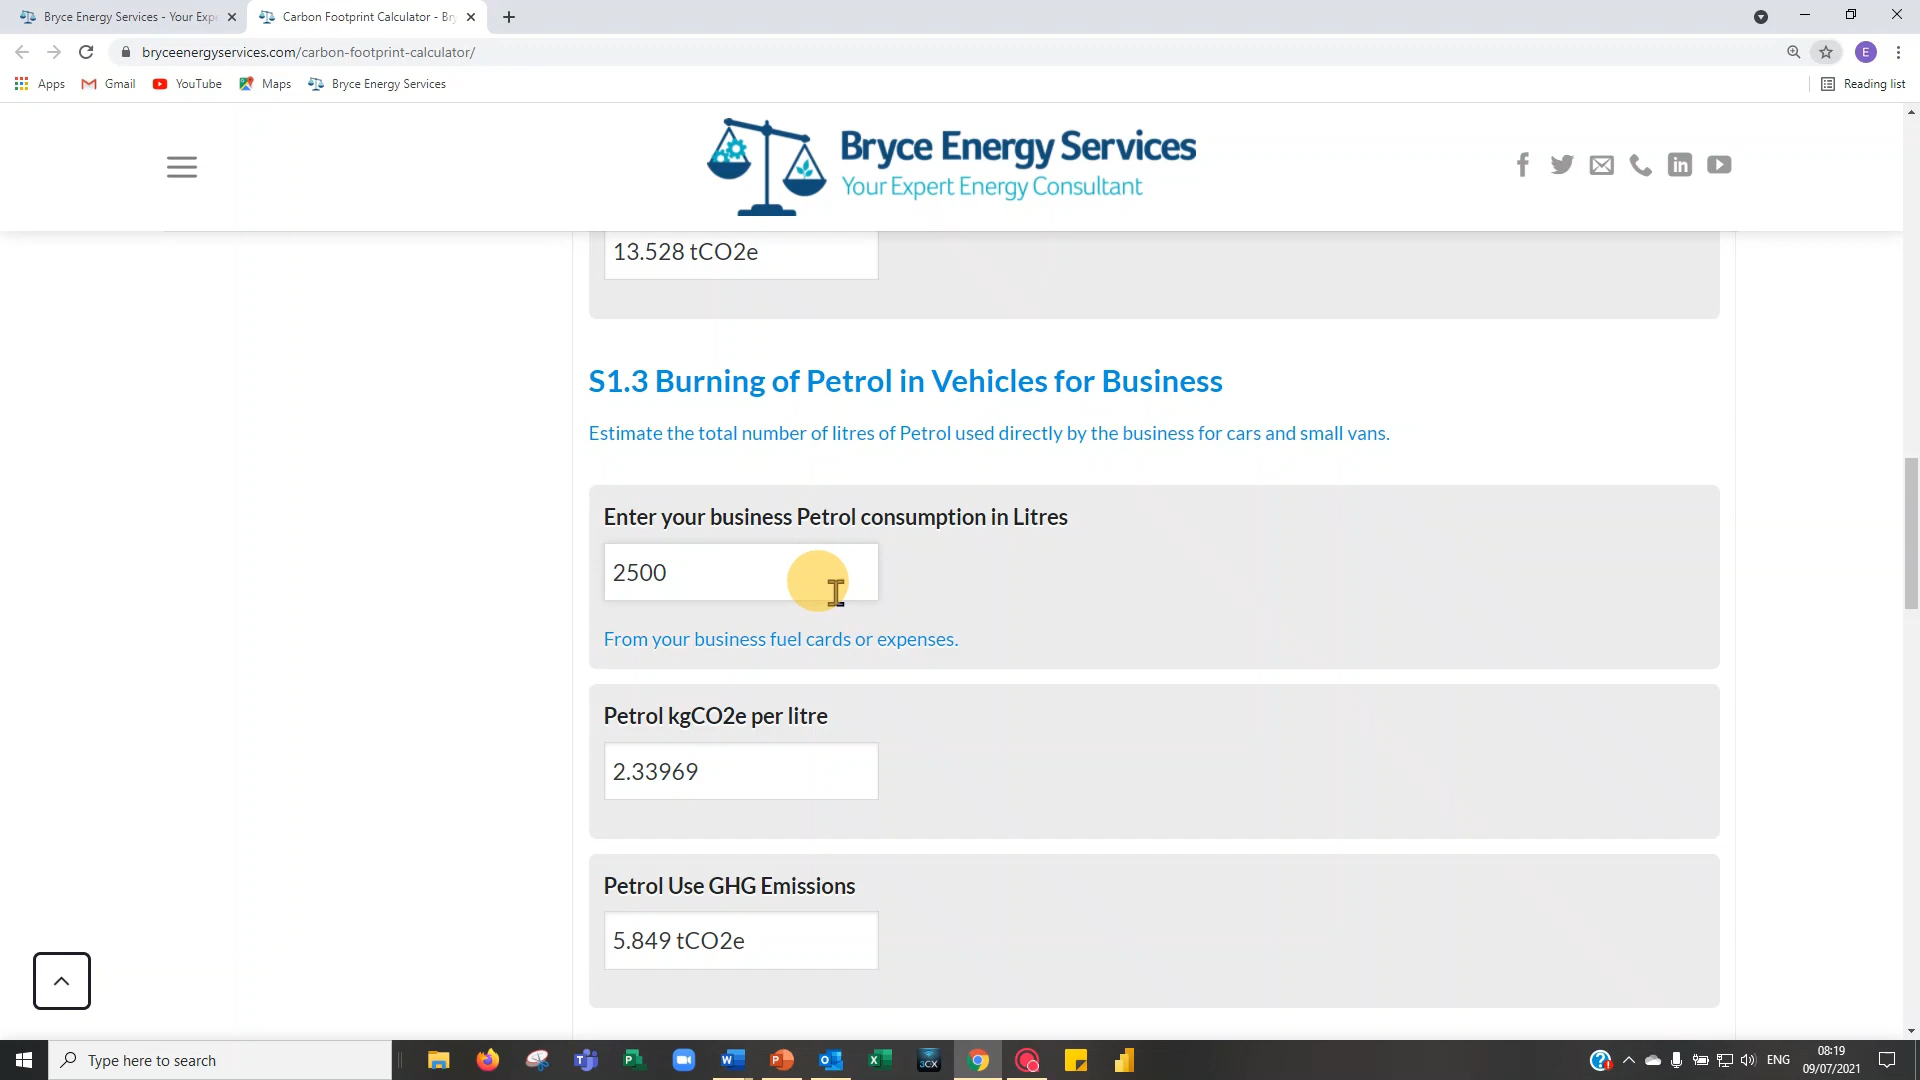 Bryce Energy Services - Your Exp
Carbon Footprint Calculator - Br
bryceenergyservices.com/carbon-footprint-calculator/
E
Apps
Gmail
YouTube
Maps
Bryce Energy Services
Reading list
Bryce Energy Services
Your Expert Energy Consultant
13.528 tCO2e
S1.3 Burning of Petrol in Vehicles for Business
Estimate the total number of litres of Petrol used directly by the business for cars and small vans.
Enter your business Petrol consumption in Litres
2500
From your business fuel cards or expenses.
Petrol kgCO2e per litre
2.33969
Petrol Use GHG Emissions
5.849 tCO2e
Type here to search
3CX
ENG
08:19
09/07/2021